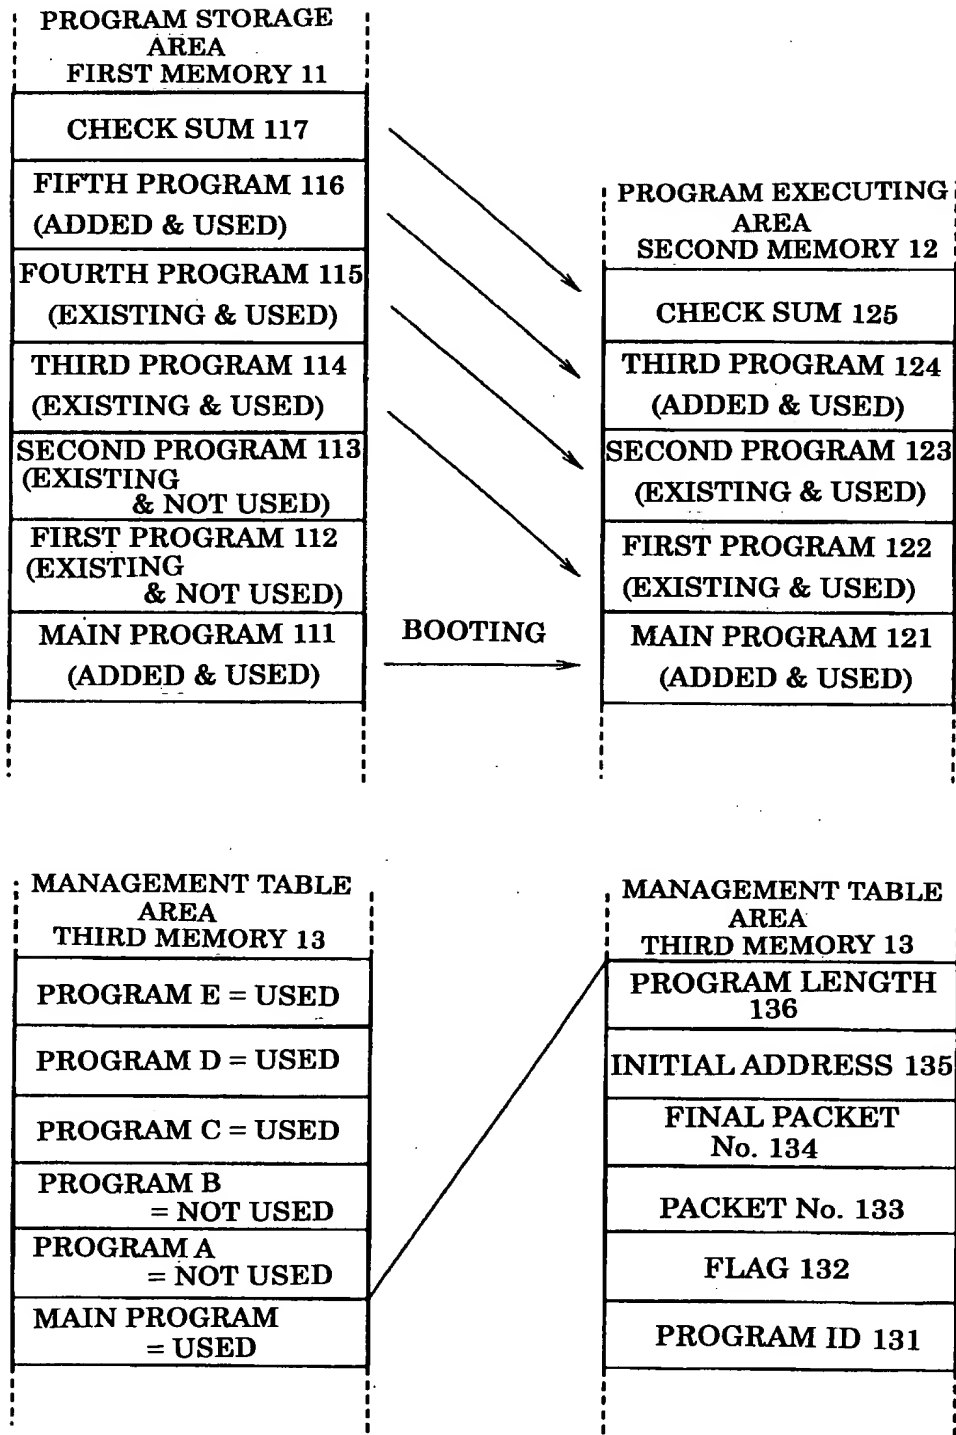 PROGRAM STORAGE
AREA
FIRST MEMORY 11
CHECK SUM 117
FIFTH PROGRAM 116
(ADDED & USED)
FOURTH PROGRAM 115
(EXISTING & USED)
THIRD PROGRAM 114
(EXISTING & USED)
SECOND PROGRAM 113
(EXISTING
& NOT USED)
FIRST PROGRAM 112
(EXISTING
& NOT USED)
MAIN PROGRAM 111
(ADDED & USED)
BOOTING
PROGRAM EXECUTING
AREA
SECOND MEMORY 12
CHECK SUM 125
THIRD PROGRAM 124
(ADDED & USED)
SECOND PROGRAM 123
(EXISTING & USED)
FIRST PROGRAM 122
(EXISTING & USED)
MAIN PROGRAM 121
(ADDED & USED)
MANAGEMENT TABLE
AREA
THIRD MEMORY 13
PROGRAM E = USED
PROGRAM D = USED
PROGRAM C = USED
PROGRAM B
= NOT USED
PROGRAM A
= NOT USED
MAIN PROGRAM
= USED
MANAGEMENT TABLE
AREA
THIRD MEMORY 13
PROGRAM LENGTH
136
INITIAL ADDRESS 135
FINAL PACKET
No. 134
PACKET No. 133
FLAG 132
PROGRAM ID 131